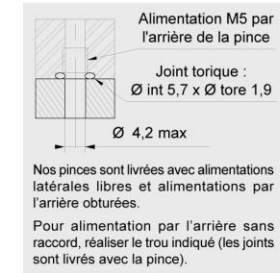 Alimentation M5 par
l'arrière de la pince
Joint torique :
Ø int 5,7 x Ø tore 1,9
Ø 4,2 max
Nos pinces sont livrées avec alimentations
latérales libres et alimentations par
l'arrière obturées.
Pour alimentation par l'arrière sans
raccord, réaliser le trou indiqué (les joints
sont livrés avec la pince).